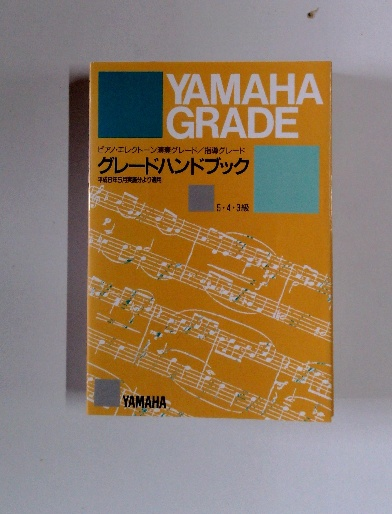 YAMAHA
GRADE
ピアノ・エレクトーン演奏グレード／指導グレード
グレードハンドブック
平成8年5月実施分より適用
5・4・3級
YAMAHA